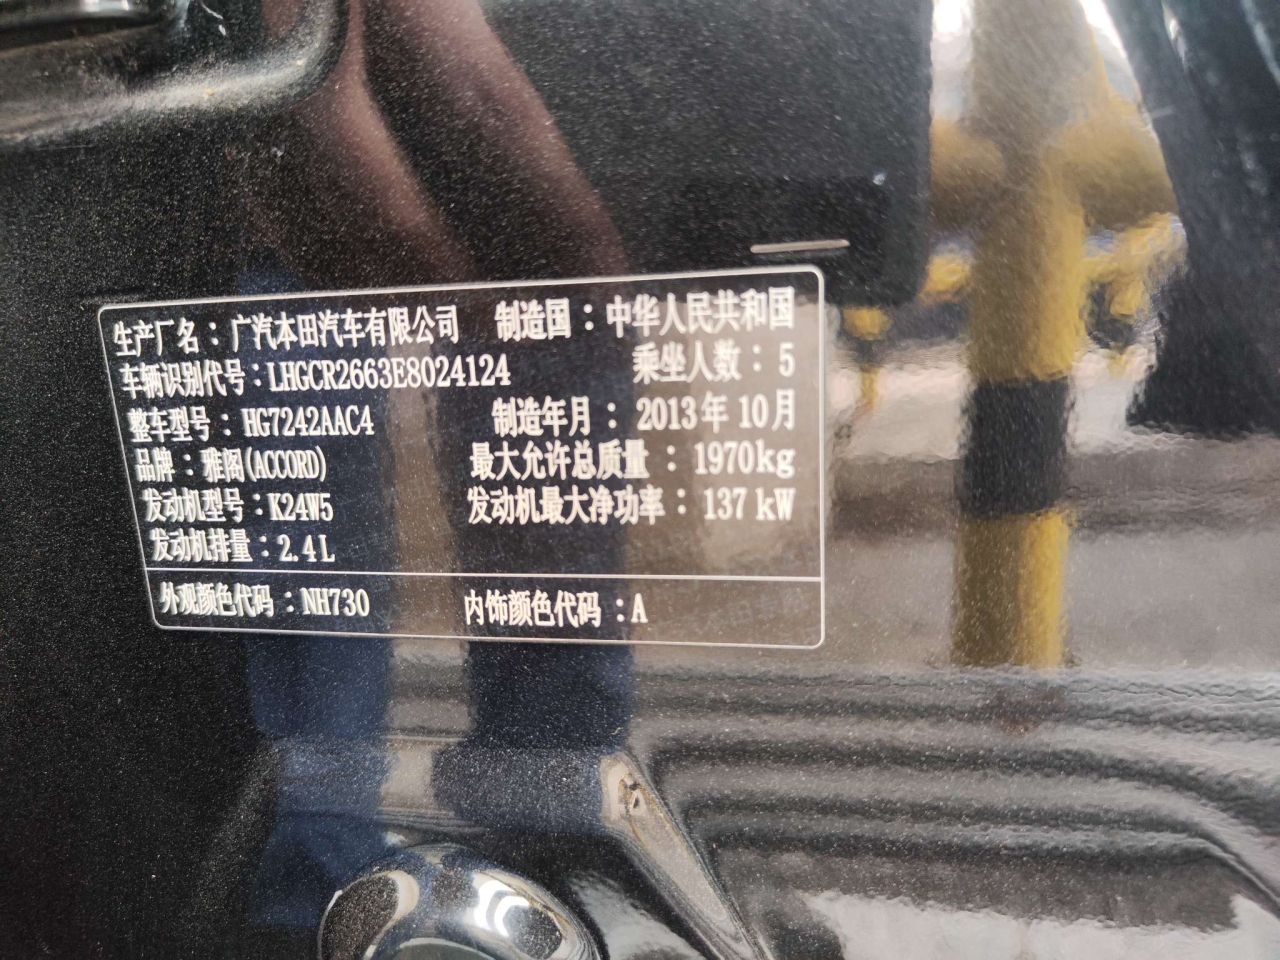 生产厂名：广汽本田汽车有限公司 制造国：中华人民共和国
车辆识别代号：LHGCR2663E8024124 乘坐人数：5
整车型号：HG7242AAC4 制造年月：2013年10月
品牌：雅阁(ACCORD) 最大允许总质量：1970kg
发动机型号：K24W5 发动机最大净功率：137kW
发动机排量：2.4L
外观颜色代码：NH730 内饰颜色代码：A